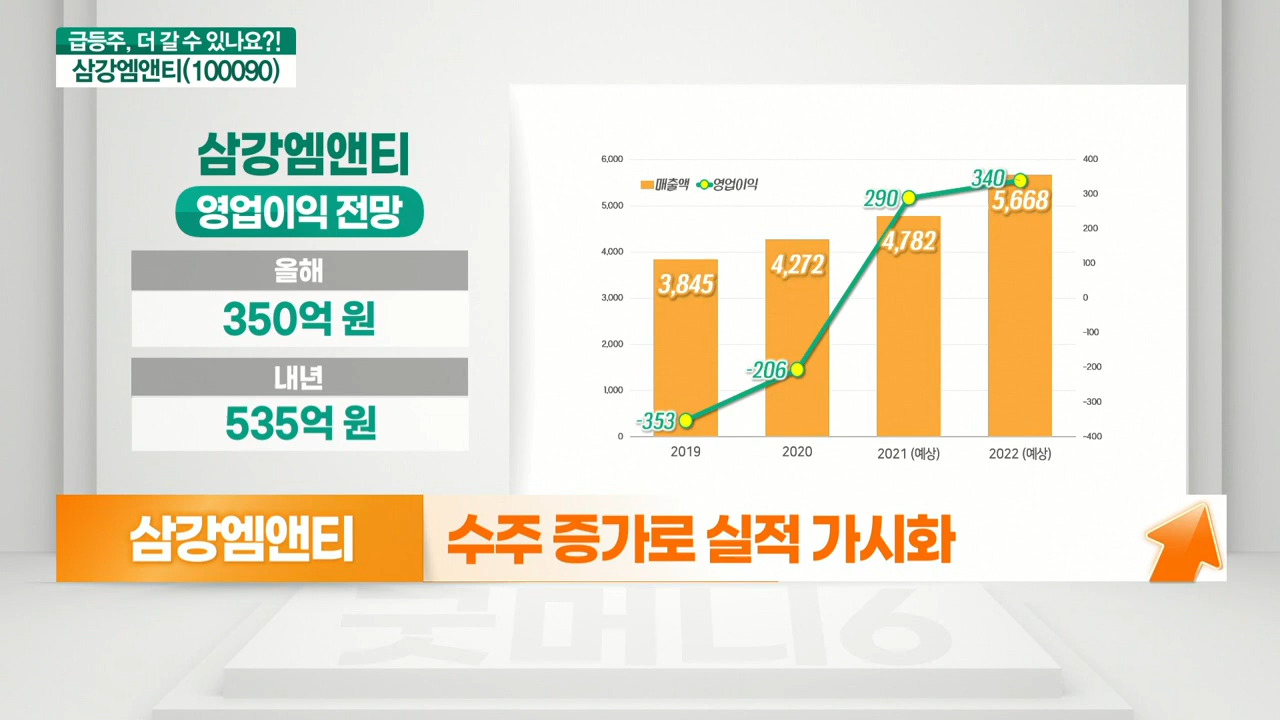 급등주, 더 갈 수 있나요?!
삼강엠앤티(100090)
삼강엠앤티
영업이익 전망
올해
350억 원
내년
535억 원
매출액 영업이익
6,000
5,000
4,000
3,000
2,000
1,000
0
400
300
200
100
0
-100
-200
-300
-400
3,845
4,272
4,782
5,668
-353
-206
290
340
2019
2020
2021 (예상)
2022 (예상)
삼강엠앤티
수주 증가로 실적 가시화
굿머니6